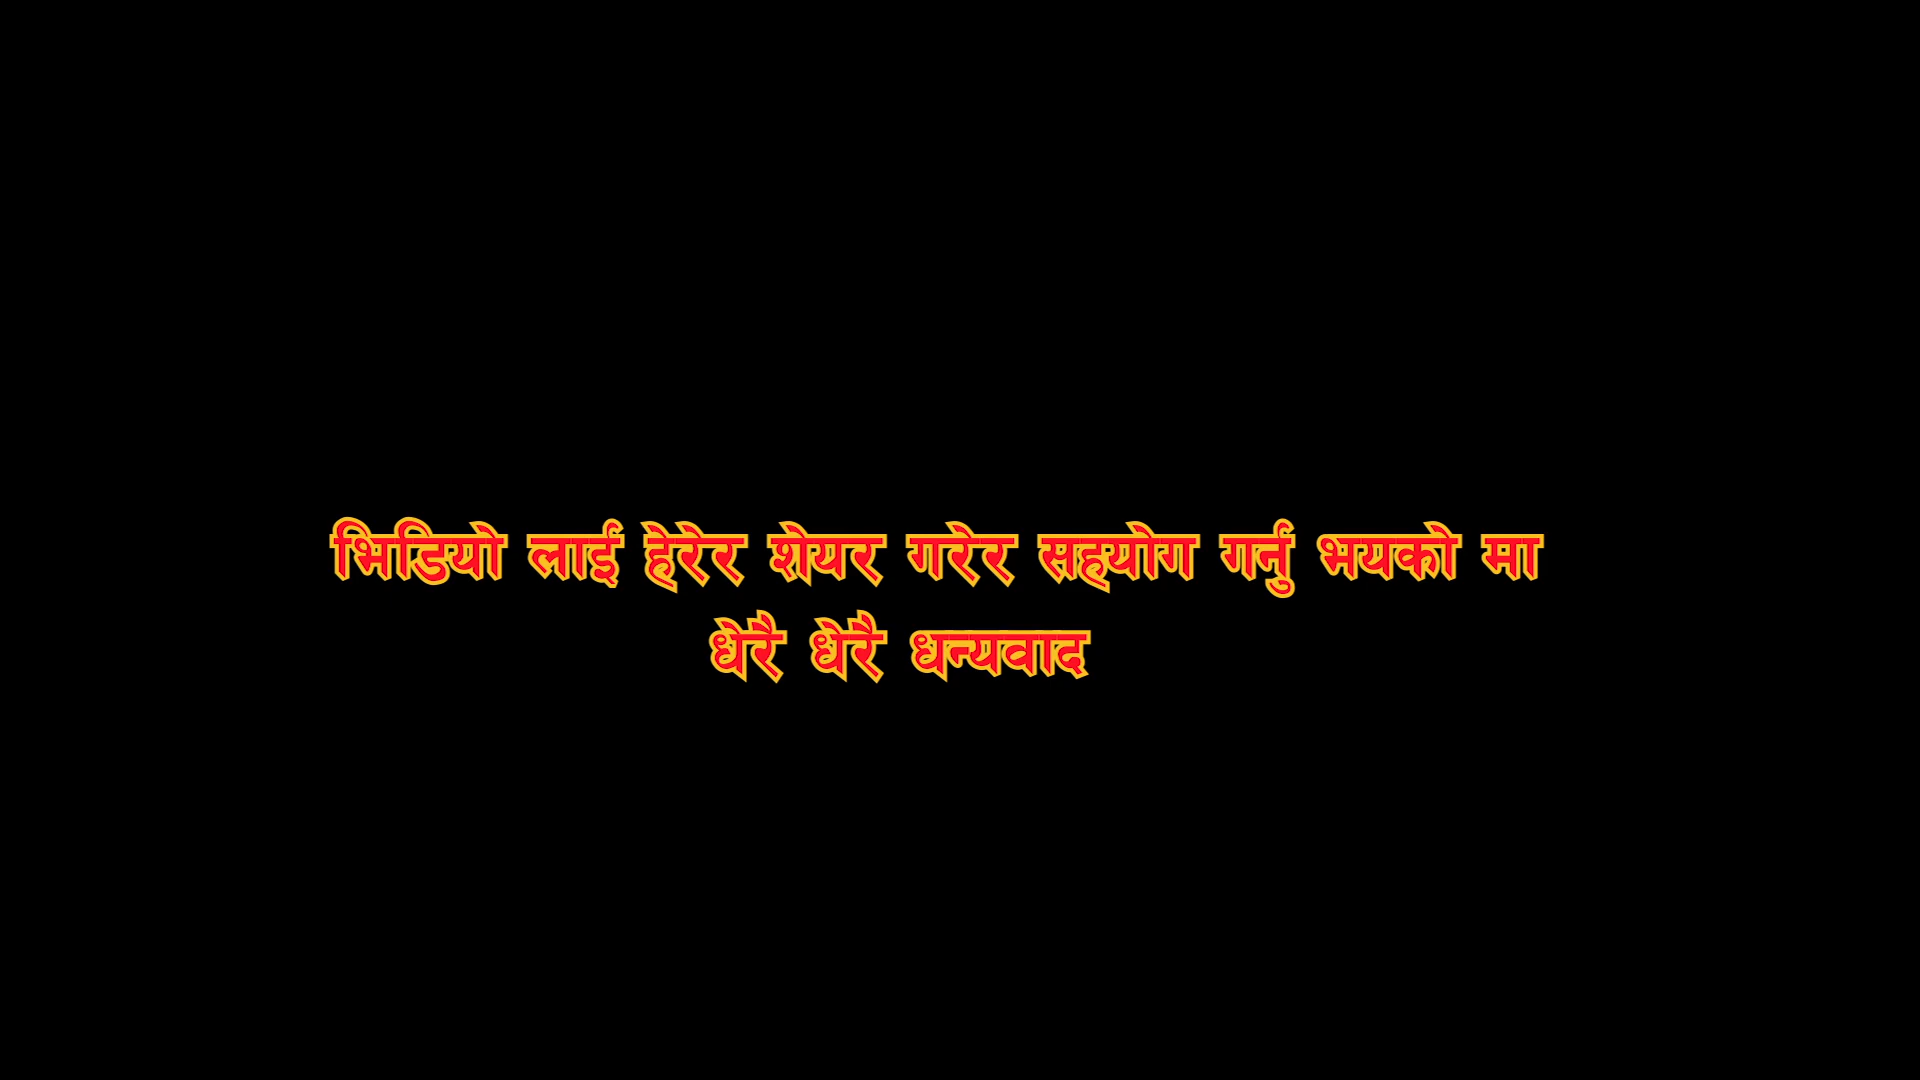 भिडियो लाई हेरेर शेयर गरेर सहयोग गर्नु भयको मा
धेरै धेरै धन्यवाद